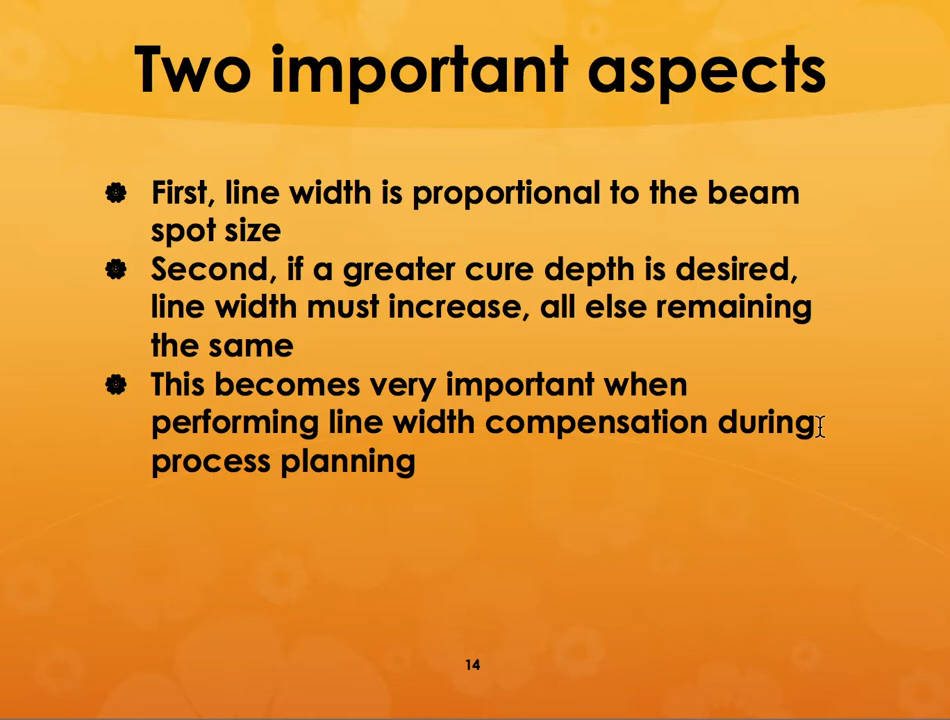 Two important aspects
First, line width is proportional to the beam
spot size
Second, if a greater cure depth is desired,
line width must increase, all else remaining
the same
This becomes very important when
performing line width compensation during
process planning
14